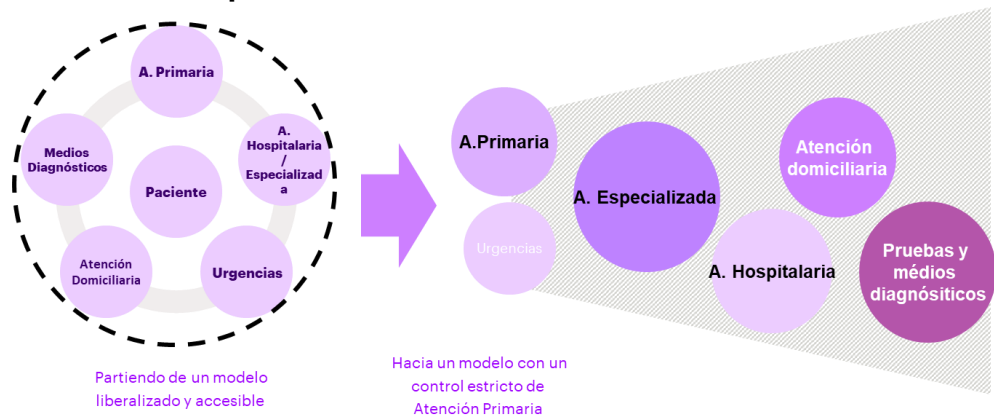 A. Primaria
Medios
Diagnósticos
A.
Hospitalaria
/
Especializad
a
Paciente
Atención
Domiciliaria
Urgencias
Partiendo de un modelo
liberalizado y accesible
A.Primaria
Urgencias
A. Especializada
Atención
domiciliaria
A. Hospitalaria
Pruebas y
médios
diagnósiticos
Hacia un modelo con un
control estricto de
Atención Primaria